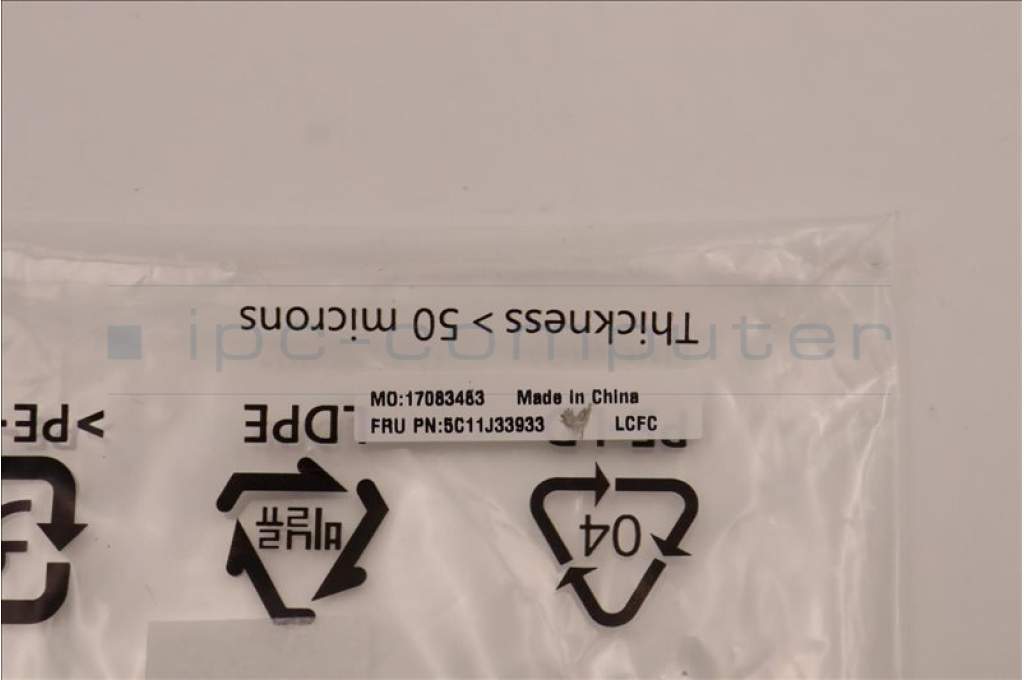 Thickness > 50 microns
ipc-computer
MO:17083483 Made in China
FRU PN:5C11J33933 LCFC
>PE-
LDPE
비닐류
04